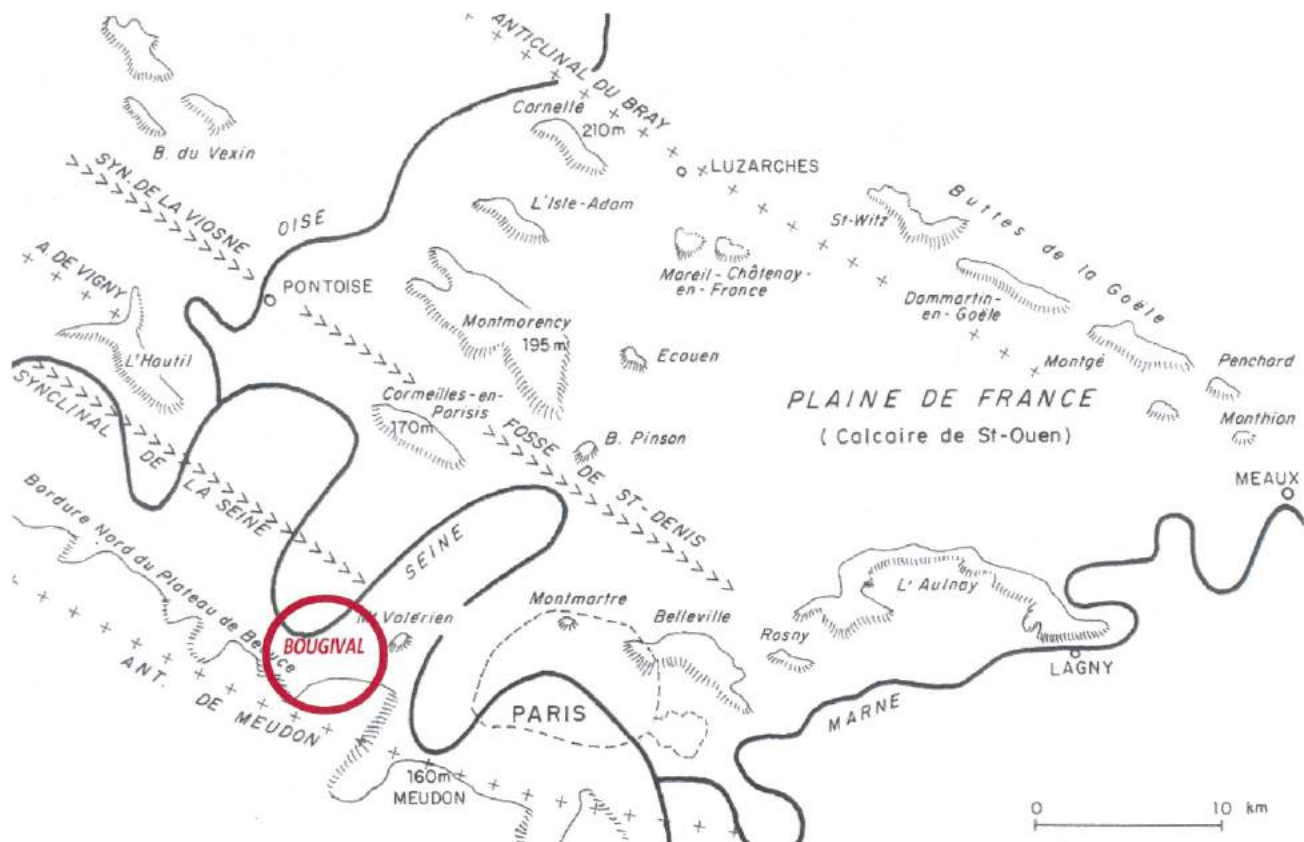 ANTICLINAL DU BRAY
Carnelle
210m
LUZARCHES
B. du Vexin
SYN. DE LA VIOSNE
OISE
L'Isle-Adam
St-Witz
Buttes de la Goële
A. DE VIGNY
PONTOISE
Mareil-Châtenay-
en-France
Dammartin-
en-Goële
Montmorency
195m
L'Hautil
Ecouen
Montgé
Penchard
Cormeilles-en-
Parisis
170m
PLAINE DE FRANCE
(Calcaire de St-Ouen)
Monthion
SYNCLINAL DE LA SEINE
FOSSE DE ST-DENIS
B. Pinson
MEAUX
Bordure Nord du Plateau de Beauce
SEINE
L'Aulnay
Montmartre
Belleville
Valérien
BOUGIVAL
Rosny
LAGNY
ANT. DE MEUDON
PARIS
MARNE
160m
MEUDON
0 10 km